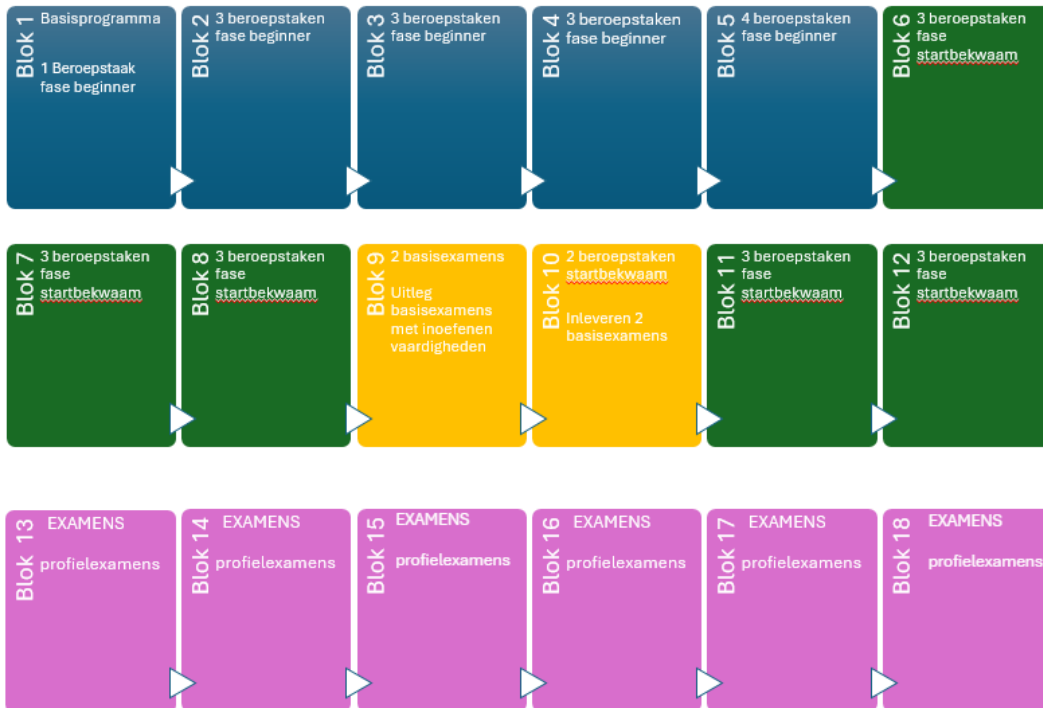 Blok 1
Basisprogramma
1 Beroepstaak
fase beginner
Blok 2
3 beroepstaken
fase beginner
Blok 3
3 beroepstaken
fase beginner
Blok 4
3 beroepstaken
fase beginner
Blok 5
4 beroepstaken
fase beginner
Blok 6
3 beroepstaken
fase
startbekwaam
Blok 7
3 beroepstaken
fase
startbekwaam
Blok 8
3 beroepstaken
fase
startbekwaam
Blok 9
2 basisexamens
Uitleg
basisexamens
met inoefenen
vaardigheden
Blok 10
2 beroepstaken
startbekwaam
Inleveren 2
basisexamens
Blok 11
3 beroepstaken
fase
startbekwaam
Blok 12
3 beroepstaken
fase
startbekwaam
Blok 13
EXAMENS
profielexamens
Blok 14
EXAMENS
profielexamens
Blok 15
EXAMENS
profielexamens
Blok 16
EXAMENS
profielexamens
Blok 17
EXAMENS
profielexamens
Blok 18
EXAMENS
profielexamens